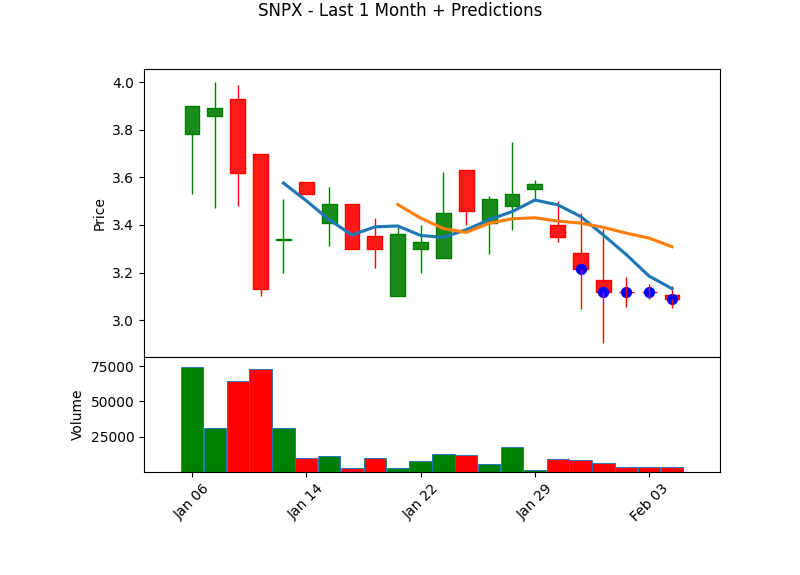 SNPX - Last 1 Month + Predictions
4.0
3.8
3.6
3.4
3.2
3.0
Price
75000
50000
25000
Volume
Jan 06
Jan 14
Jan 22
Jan 29
Feb 03